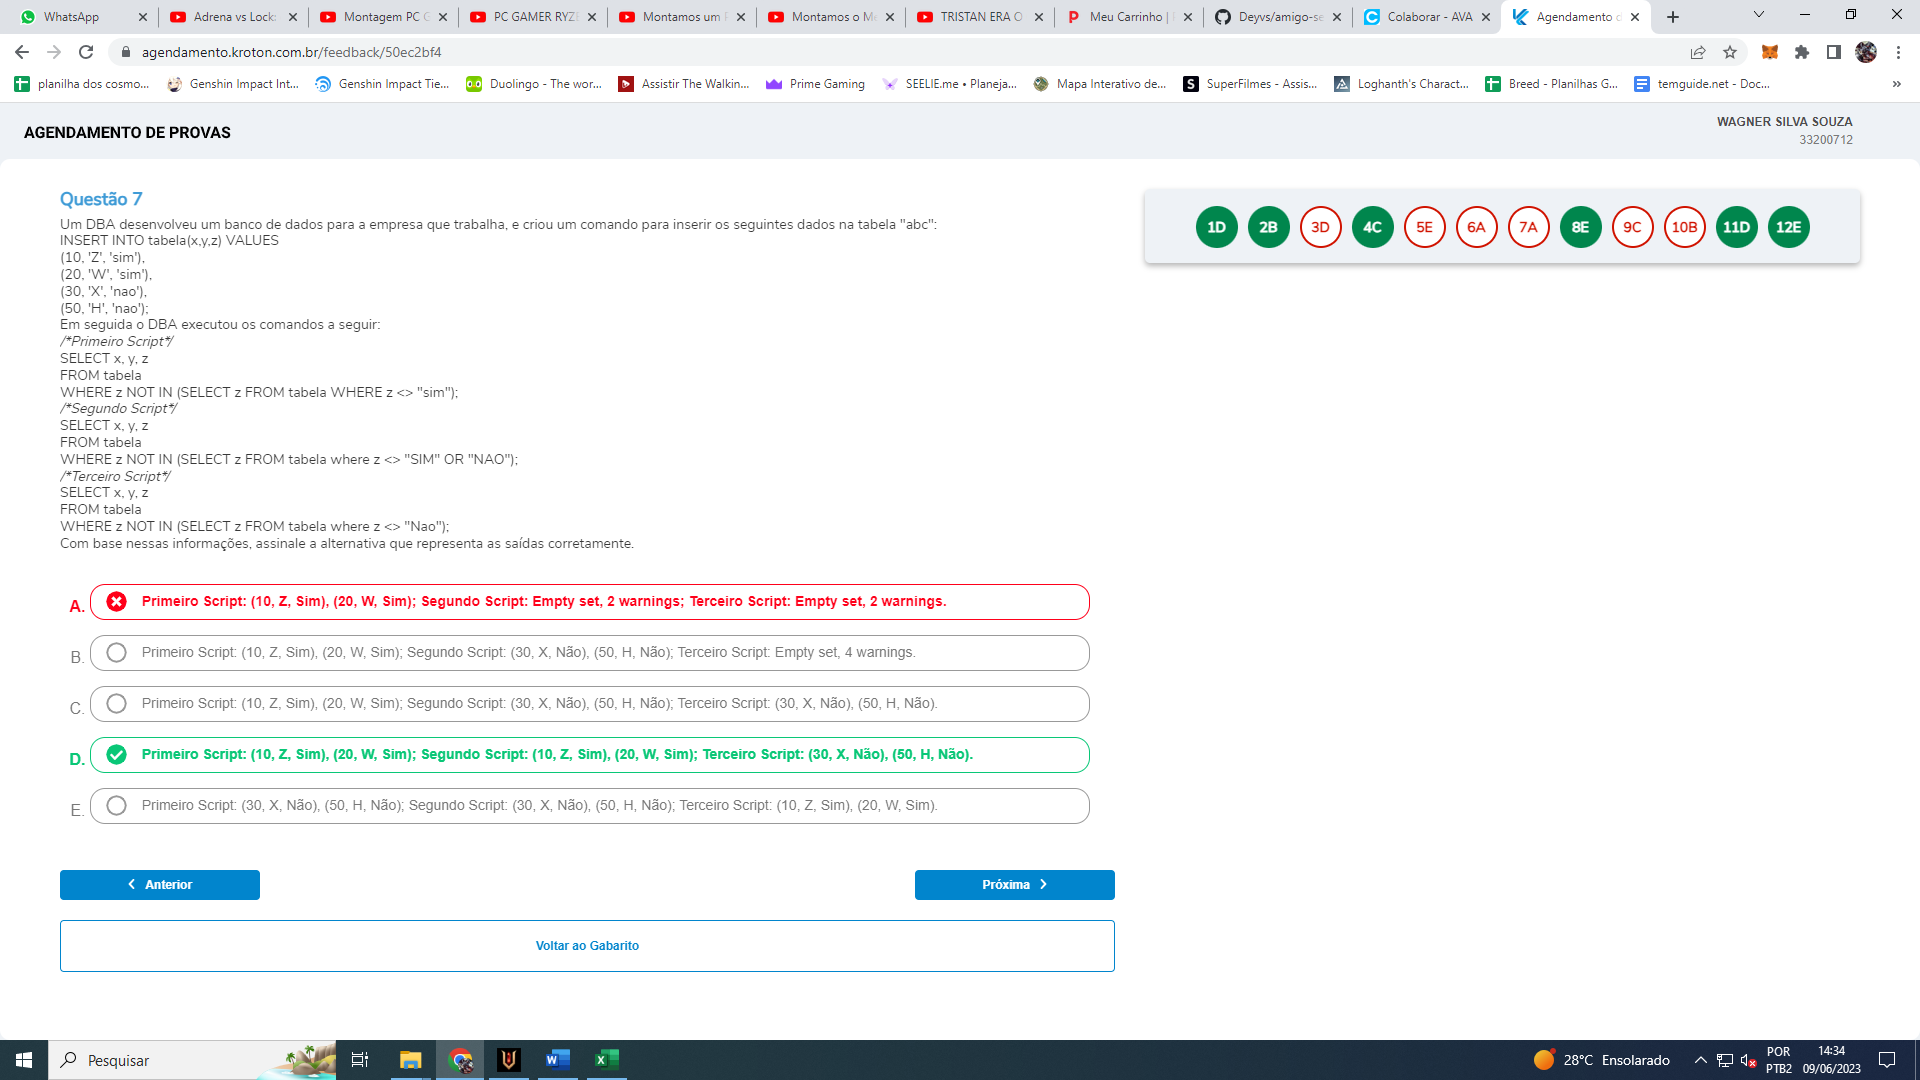 WhatsApp
Adrena vs Lock
Montagem PC G
PC GAMER RYZE
Montamos um P
Montamos o Me
TRISTAN ERA O
Meu Carrinho |
Deyvs/amigo-se
Colaborar - AVA
Agendamento d
agendamento.kroton.com.br/feedback/50ec2bf4
planilha dos cosmo...
Genshin Impact Int...
Genshin Impact Tie...
Duolingo - The wor...
Assistir The Walkin...
Prime Gaming
SEELIE.me • Planeja...
Mapa Interativo de...
SuperFilmes - Assis...
Loghanth's Charact...
Breed - Planilhas G...
temguide.net - Doc...
AGENDAMENTO DE PROVAS
WAGNER SILVA SOUZA
33200712
Questão 7
1D 2B 3D 4C 5E 6A 7A 8E 9C 10B 11D 12E
Um DBA desenvolveu um banco de dados para a empresa que trabalha, e criou um comando para inserir os seguintes dados na tabela "abc":
INSERT INTO tabela(x,y,z) VALUES
(10, 'Z', 'sim'),
(20, 'W', 'sim'),
(30, 'X', 'nao'),
(50, 'H', 'nao');
Em seguida o DBA executou os comandos a seguir:
/*Primeiro Script*/
SELECT x, y, z
FROM tabela
WHERE z NOT IN (SELECT z FROM tabela WHERE z <> "sim");
/*Segundo Script*/
SELECT x, y, z
FROM tabela
WHERE z NOT IN (SELECT z FROM tabela where z <> "SIM" OR "NAO");
/*Terceiro Script*/
SELECT x, y, z
FROM tabela
WHERE z NOT IN (SELECT z FROM tabela where z <> "Nao");
Com base nessas informações, assinale a alternativa que representa as saídas corretamente.
A. Primeiro Script: (10, Z, Sim), (20, W, Sim); Segundo Script: Empty set, 2 warnings; Terceiro Script: Empty set, 2 warnings.
B. Primeiro Script: (10, Z, Sim), (20, W, Sim); Segundo Script: (30, X, Não), (50, H, Não); Terceiro Script: Empty set, 4 warnings.
C. Primeiro Script: (10, Z, Sim), (20, W, Sim); Segundo Script: (30, X, Não), (50, H, Não); Terceiro Script: (30, X, Não), (50, H, Não).
D. Primeiro Script: (10, Z, Sim), (20, W, Sim); Segundo Script: (10, Z, Sim), (20, W, Sim); Terceiro Script: (30, X, Não), (50, H, Não).
E. Primeiro Script: (30, X, Não), (50, H, Não); Segundo Script: (30, X, Não), (50, H, Não); Terceiro Script: (10, Z, Sim), (20, W, Sim).
Anterior
Próxima
Voltar ao Gabarito
Pesquisar
28°C Ensolarado
POR
PTB2
14:34
09/06/2023